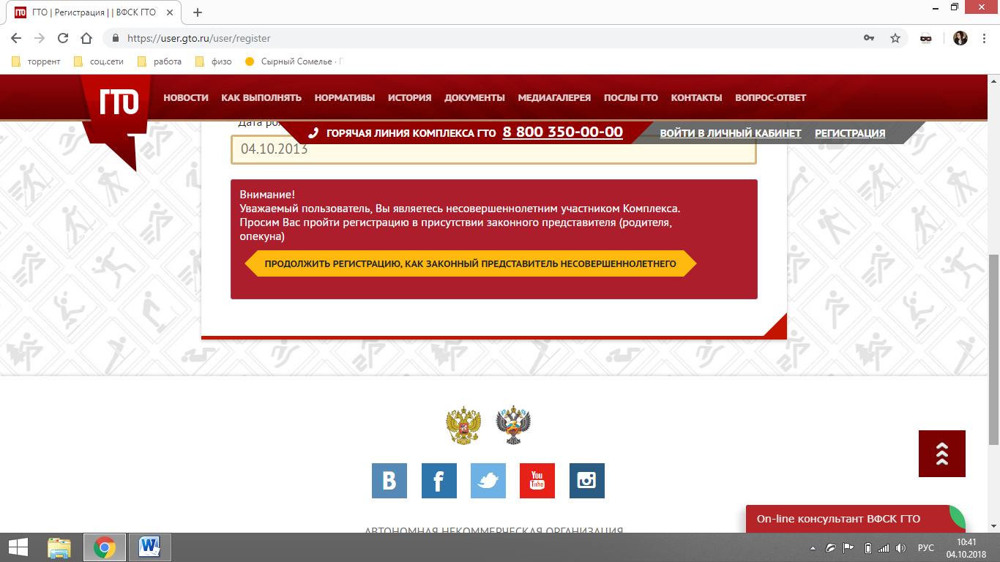 ГТО | Регистрация | | ВФСК ГТО
https://user.gto.ru/user/register
торрент соц.сети работа физо Сырный Сомелье ·
ГТО НОВОСТИ КАК ВЫПОЛНЯТЬ НОРМАТИВЫ ИСТОРИЯ ДОКУМЕНТЫ МЕДИАГАЛЕРЕЯ ПОСЛЫ ГТО КОНТАКТЫ ВОПРОС-ОТВЕТ
Дата
ГОРЯЧАЯ ЛИНИЯ КОМПЛЕКСА ГТО 8 800 350-00-00 ВОЙТИ В ЛИЧНЫЙ КАБИНЕТ РЕГИСТРАЦИЯ
04.10.2013
Внимание!
Уважаемый пользователь, Вы являетесь несовершеннолетним участником Комплекса.
Просим Вас пройти регистрацию в присутствии законного представителя (родителя,
опекуна)
ПРОДОЛЖИТЬ РЕГИСТРАЦИЮ, КАК ЗАКОННЫЙ ПРЕДСТАВИТЕЛЬ НЕСОВЕРШЕННОЛЕТНЕГО
В f You Tube
On-line консультант ВФСК ГТО
АВТОНОМНАЯ НЕКОММЕРЧЕСКАЯ ОРГАНИЗАЦИЯ
W РУС 10:41
04.10.2018